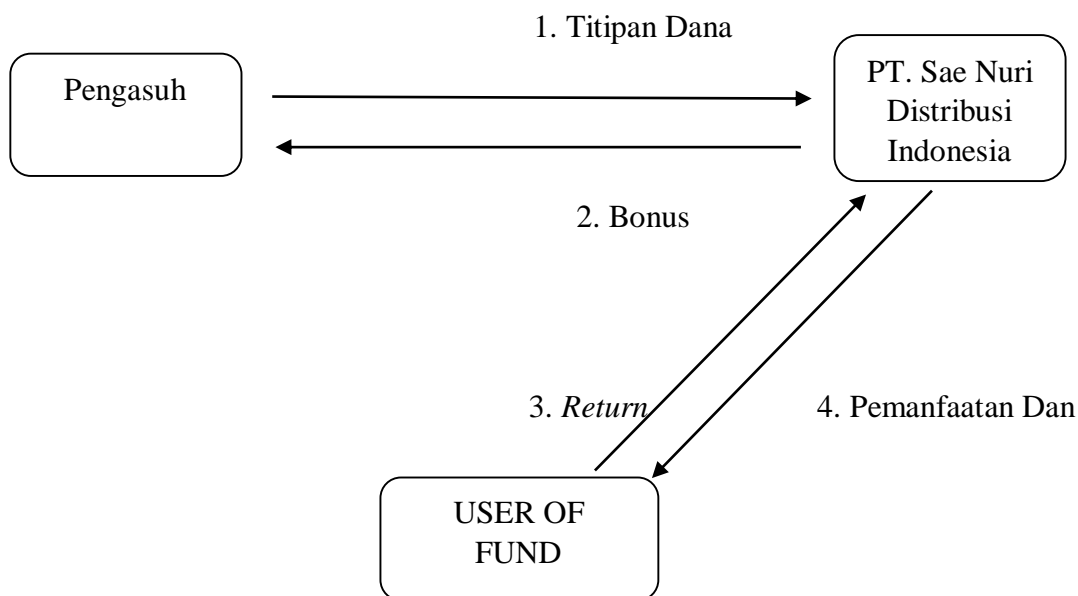 1. Titipan Dana
Pengasuh
PT. Sae Nuri
Distribusi
Indonesia
2. Bonus
3. Return
4. Pemanfaatan Dan
USER OF
FUND